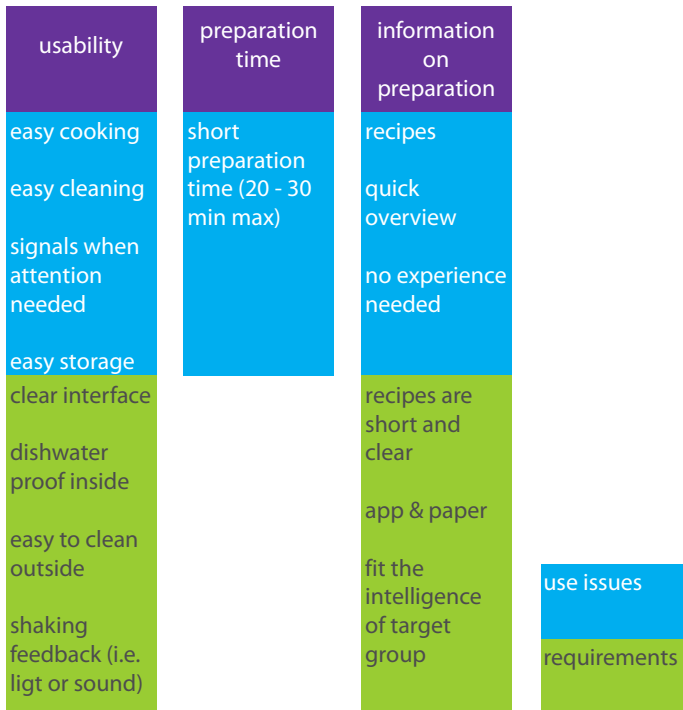 usability
easy cooking
easy cleaning
signals when
attention
needed
easy storage
clear interface
dishwater
proof inside
easy to clean
outside
shaking
feedback (i.e.
ligt or sound)
preparation
time
short
preparation
time (20 - 30
min max)
information
on
preparation
recipes
quick
overview
no experience
needed
recipes are
short and
clear
app & paper
fit the
intelligence
of target
group
use issues
requirements